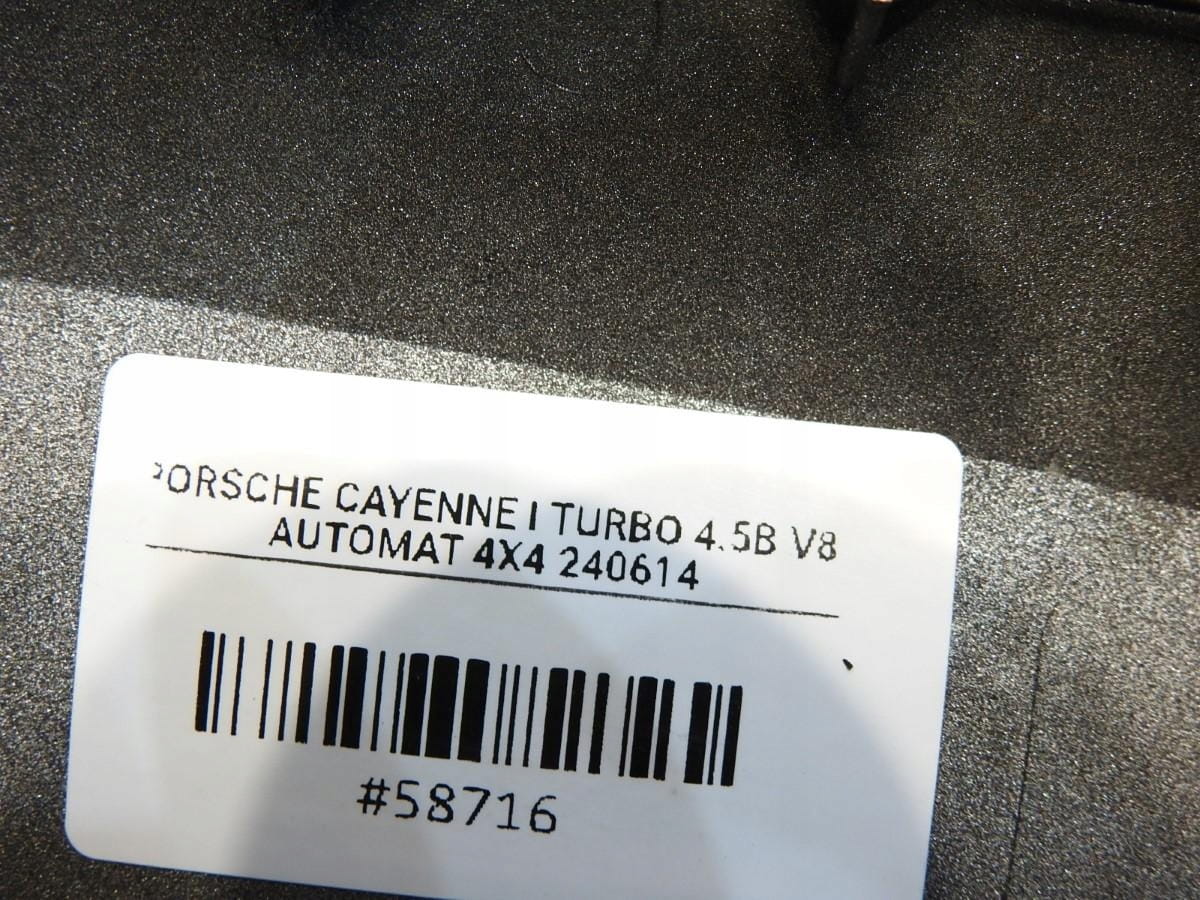 PORSCHE CAYENNE I TURBO 4.5B V8
AUTOMAT 4X4 240614
#58716